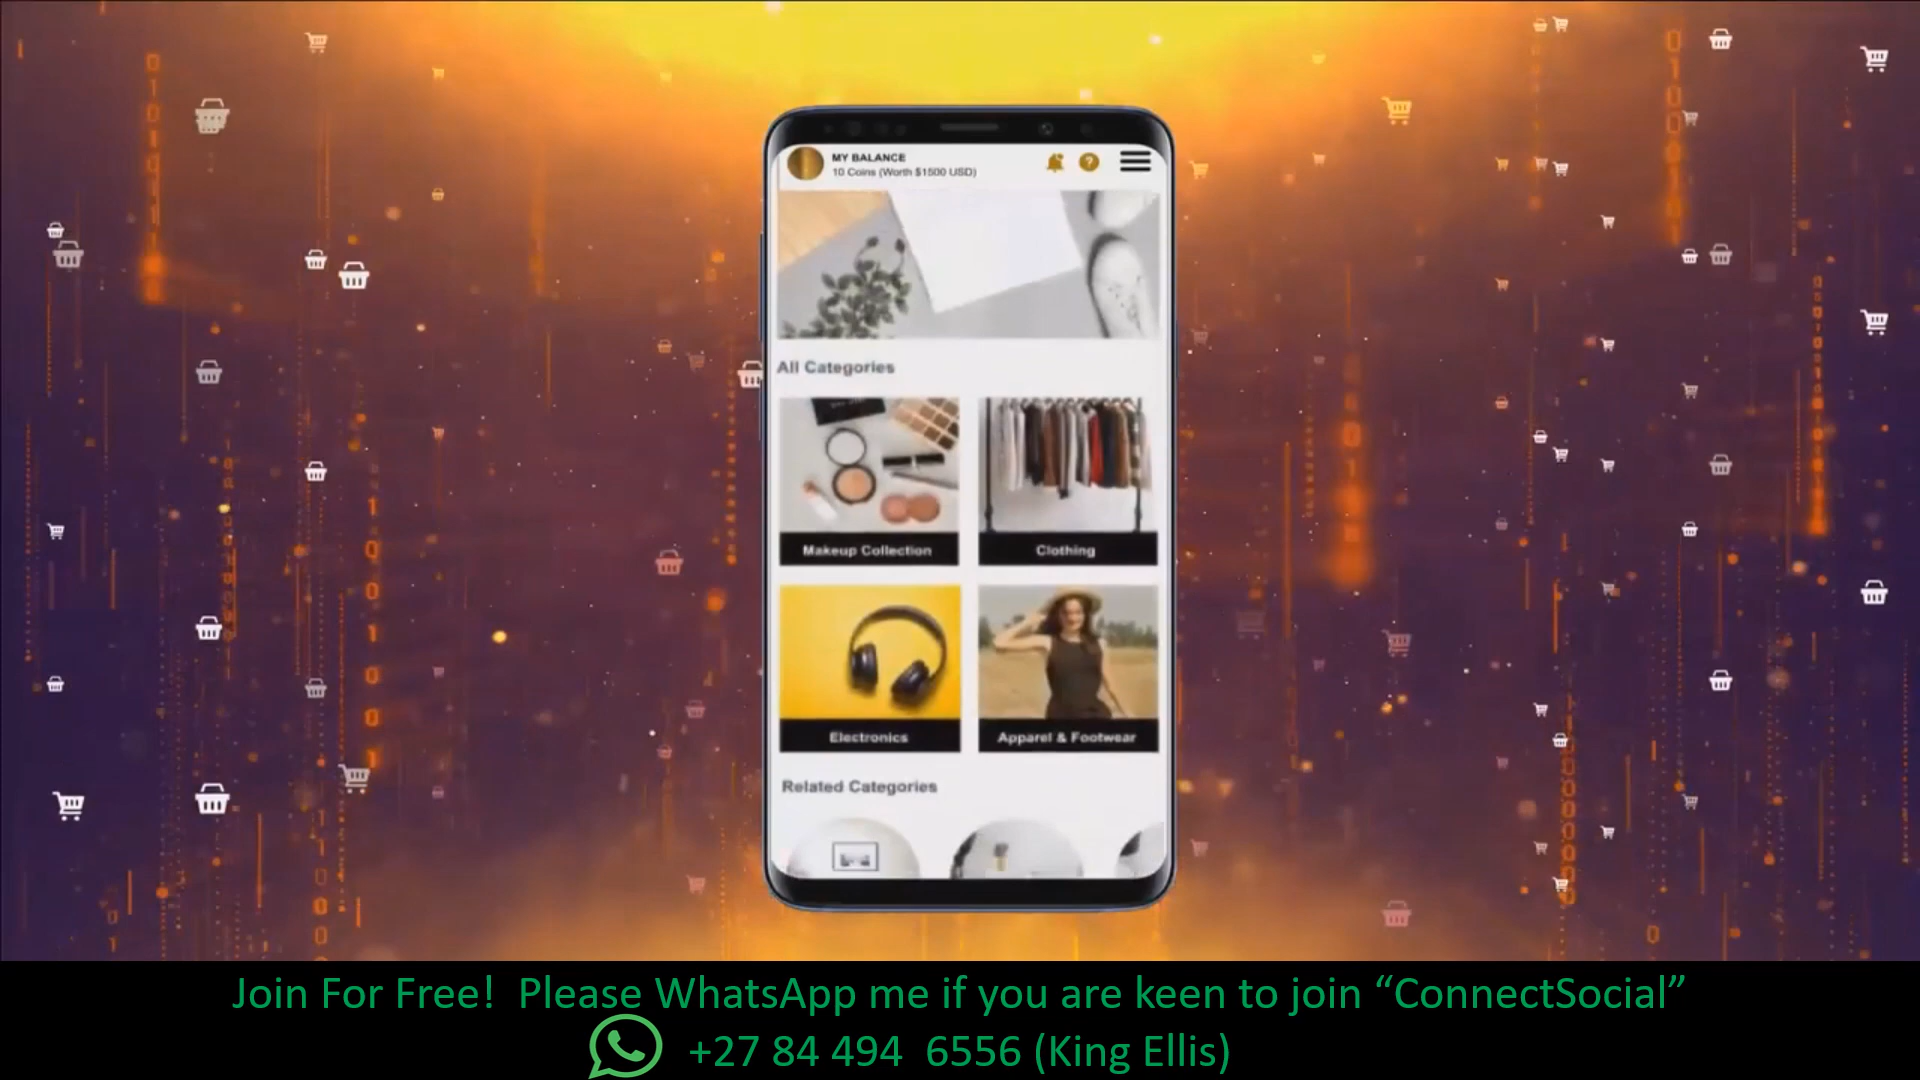 MY BALANCE
10 Coins (Worth $1500 USD)
?
All Categories
Makeup Collection
Clothing
Electronics
Apparel & Footwear
Related Categories
Join For Free!  Please WhatsApp me if you are keen to join “ConnectSocial”
+27 84 494  6556 (King Ellis)